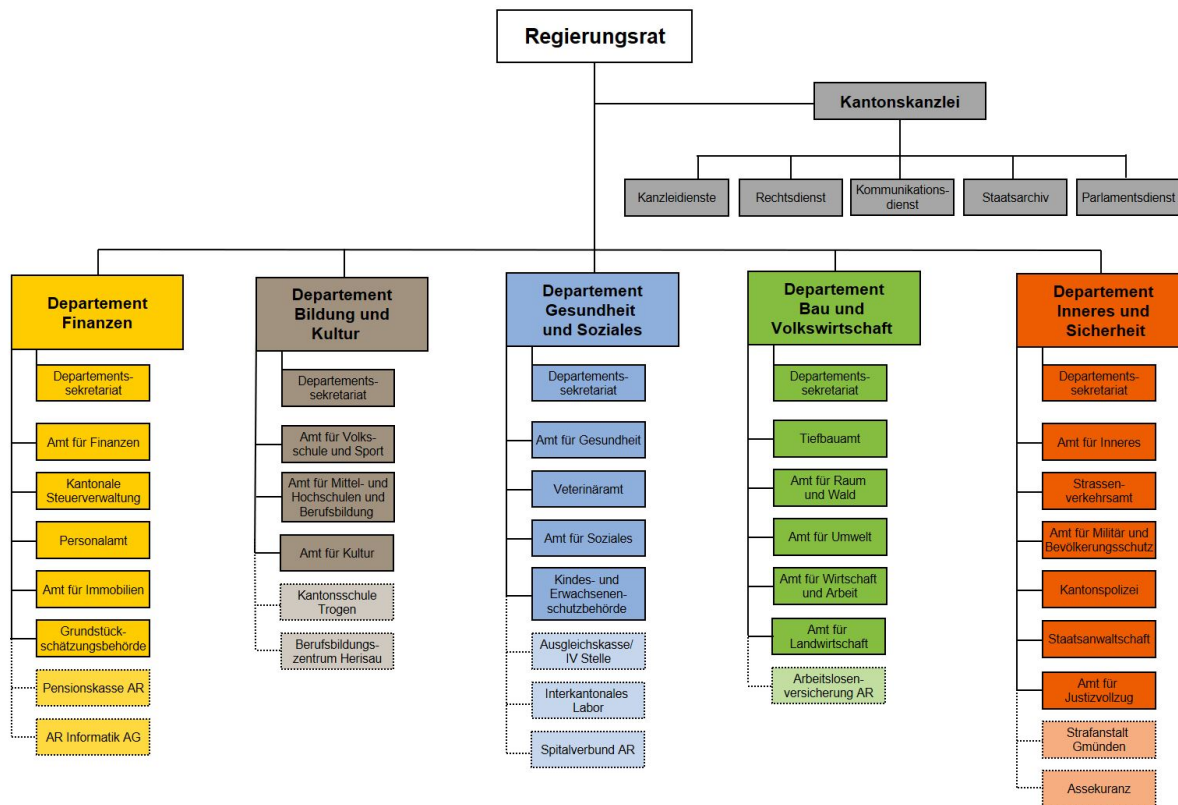 Regierungsrat
Kantonskanzlei
Kanzleidienste
Rechtsdienst
Kommunikations-
dienst
Staatsarchiv
Parlamentsdienst
Departement
Finanzen
Departements-
sekretariat
Amt für Finanzen
Kantonale
Steuerverwaltung
Personalamt
Amt für Immobilien
Grundstück-
schätzungsbehörde
Pensionskasse AR
AR Informatik AG
Departement
Bildung und
Kultur
Departements-
sekretariat
Amt für Volks-
schule und Sport
Amt für Mittel- und
Hochschulen und
Berufsbildung
Amt für Kultur
Kantonsschule
Trogen
Berufsbildungs-
zentrum Herisau
Departement
Gesundheit
und Soziales
Departements-
sekretariat
Amt für Gesundheit
Veterinäramt
Amt für Soziales
Kindes- und
Erwachsenen-
schutzbehörde
Ausgleichskasse/
IV Stelle
Interkantonales
Labor
Spitalverbund AR
Departement
Bau und
Volkswirtschaft
Departements-
sekretariat
Tiefbauamt
Amt für Raum
und Wald
Amt für Umwelt
Amt für Wirtschaft
und Arbeit
Amt für
Landwirtschaft
Arbeitslosen-
versicherung AR
Departement
Inneres und
Sicherheit
Departements-
sekretariat
Amt für Inneres
Strassen-
verkehrsamt
Amt für Militär und
Bevölkerungsschutz
Kantonspolizei
Staatsanwaltschaft
Amt für
Justizvollzug
Strafanstalt
Gmünden
Assekuranz